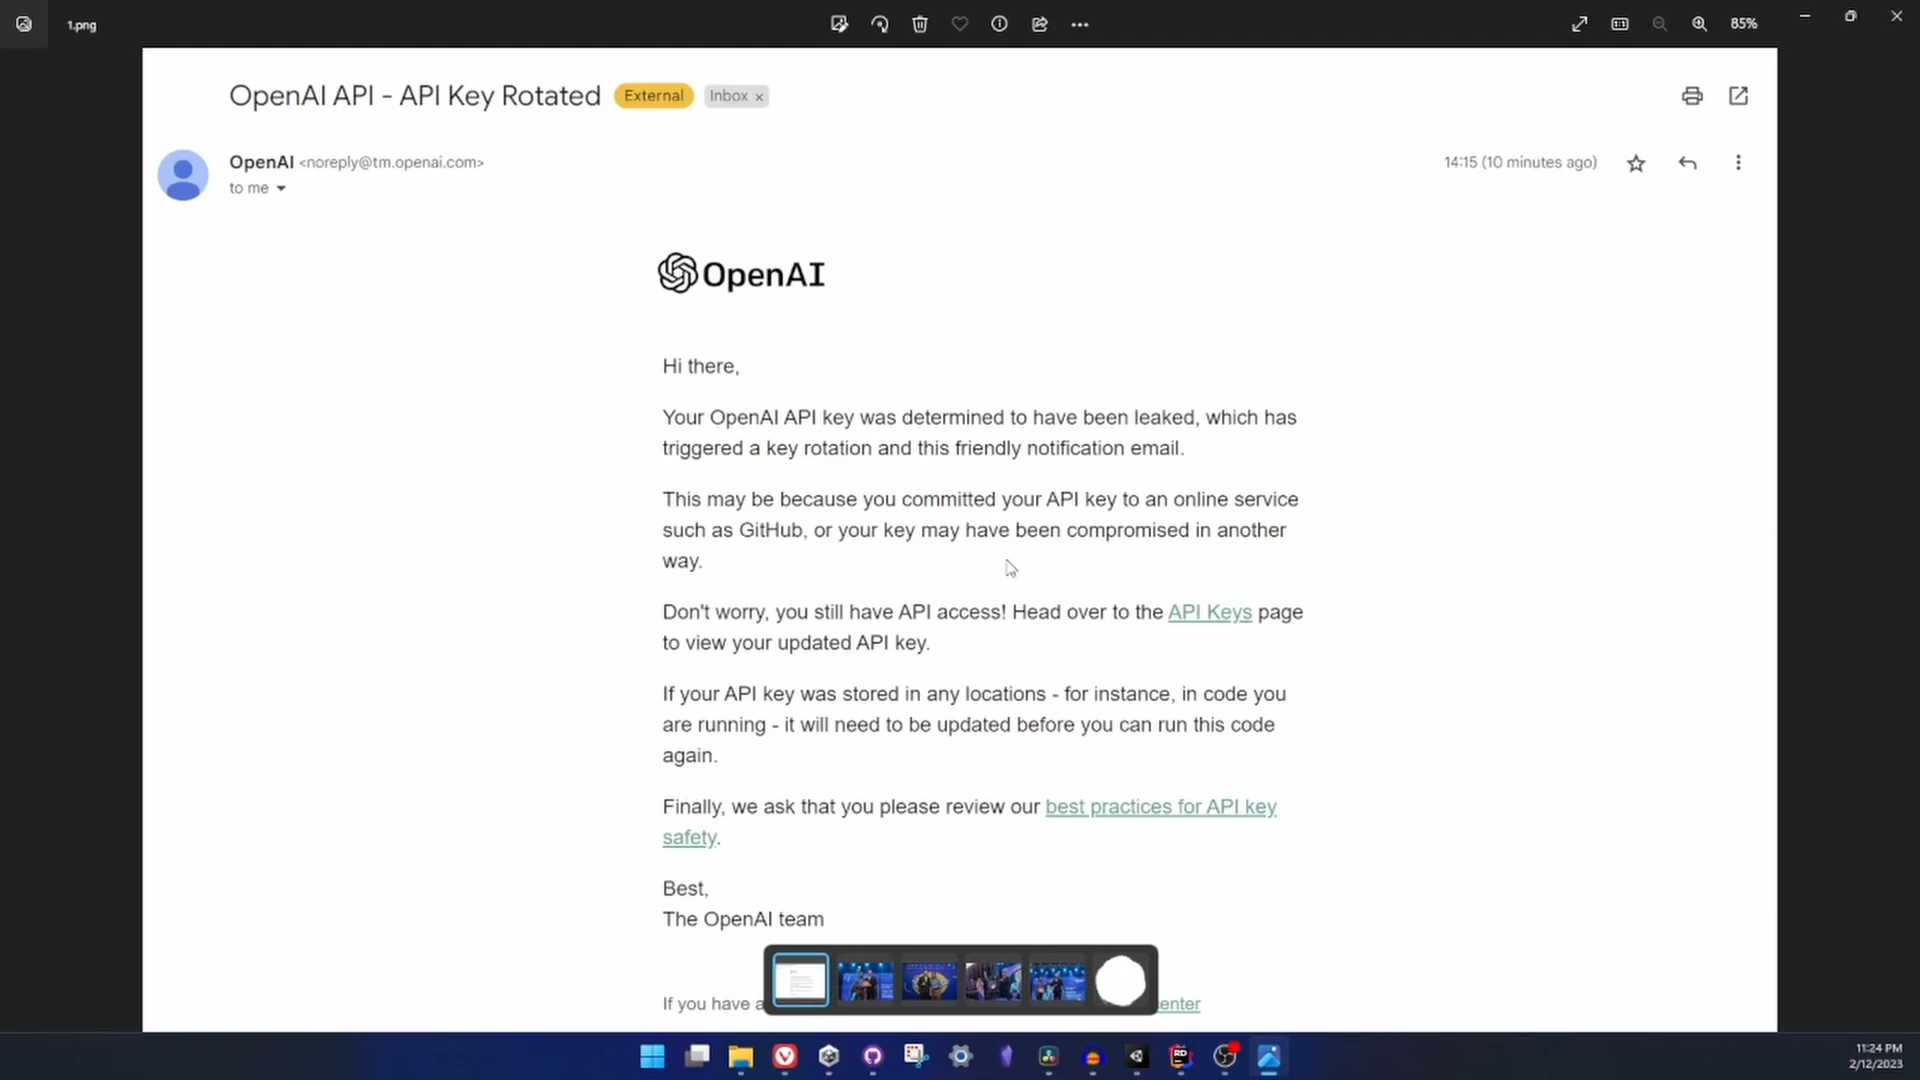 1.png
85%
OpenAI API - API Key Rotated External Inbox ×
OpenAI <noreply@tm.openai.com>
14:15 (10 minutes ago)
to me
OpenAI
Hi there,
Your OpenAI API key was determined to have been leaked, which has
triggered a key rotation and this friendly notification email.
This may be because you committed your API key to an online service
such as GitHub, or your key may have been compromised in another
way.
Don't worry, you still have API access! Head over to the API Keys page
to view your updated API key.
If your API key was stored in any locations - for instance, in code you
are running - it will need to be updated before you can run this code
again.
Finally, we ask that you please review our best practices for API key
safety.
Best,
The OpenAI team
If you have a
enter
RD
11:24 PM
2/12/2023